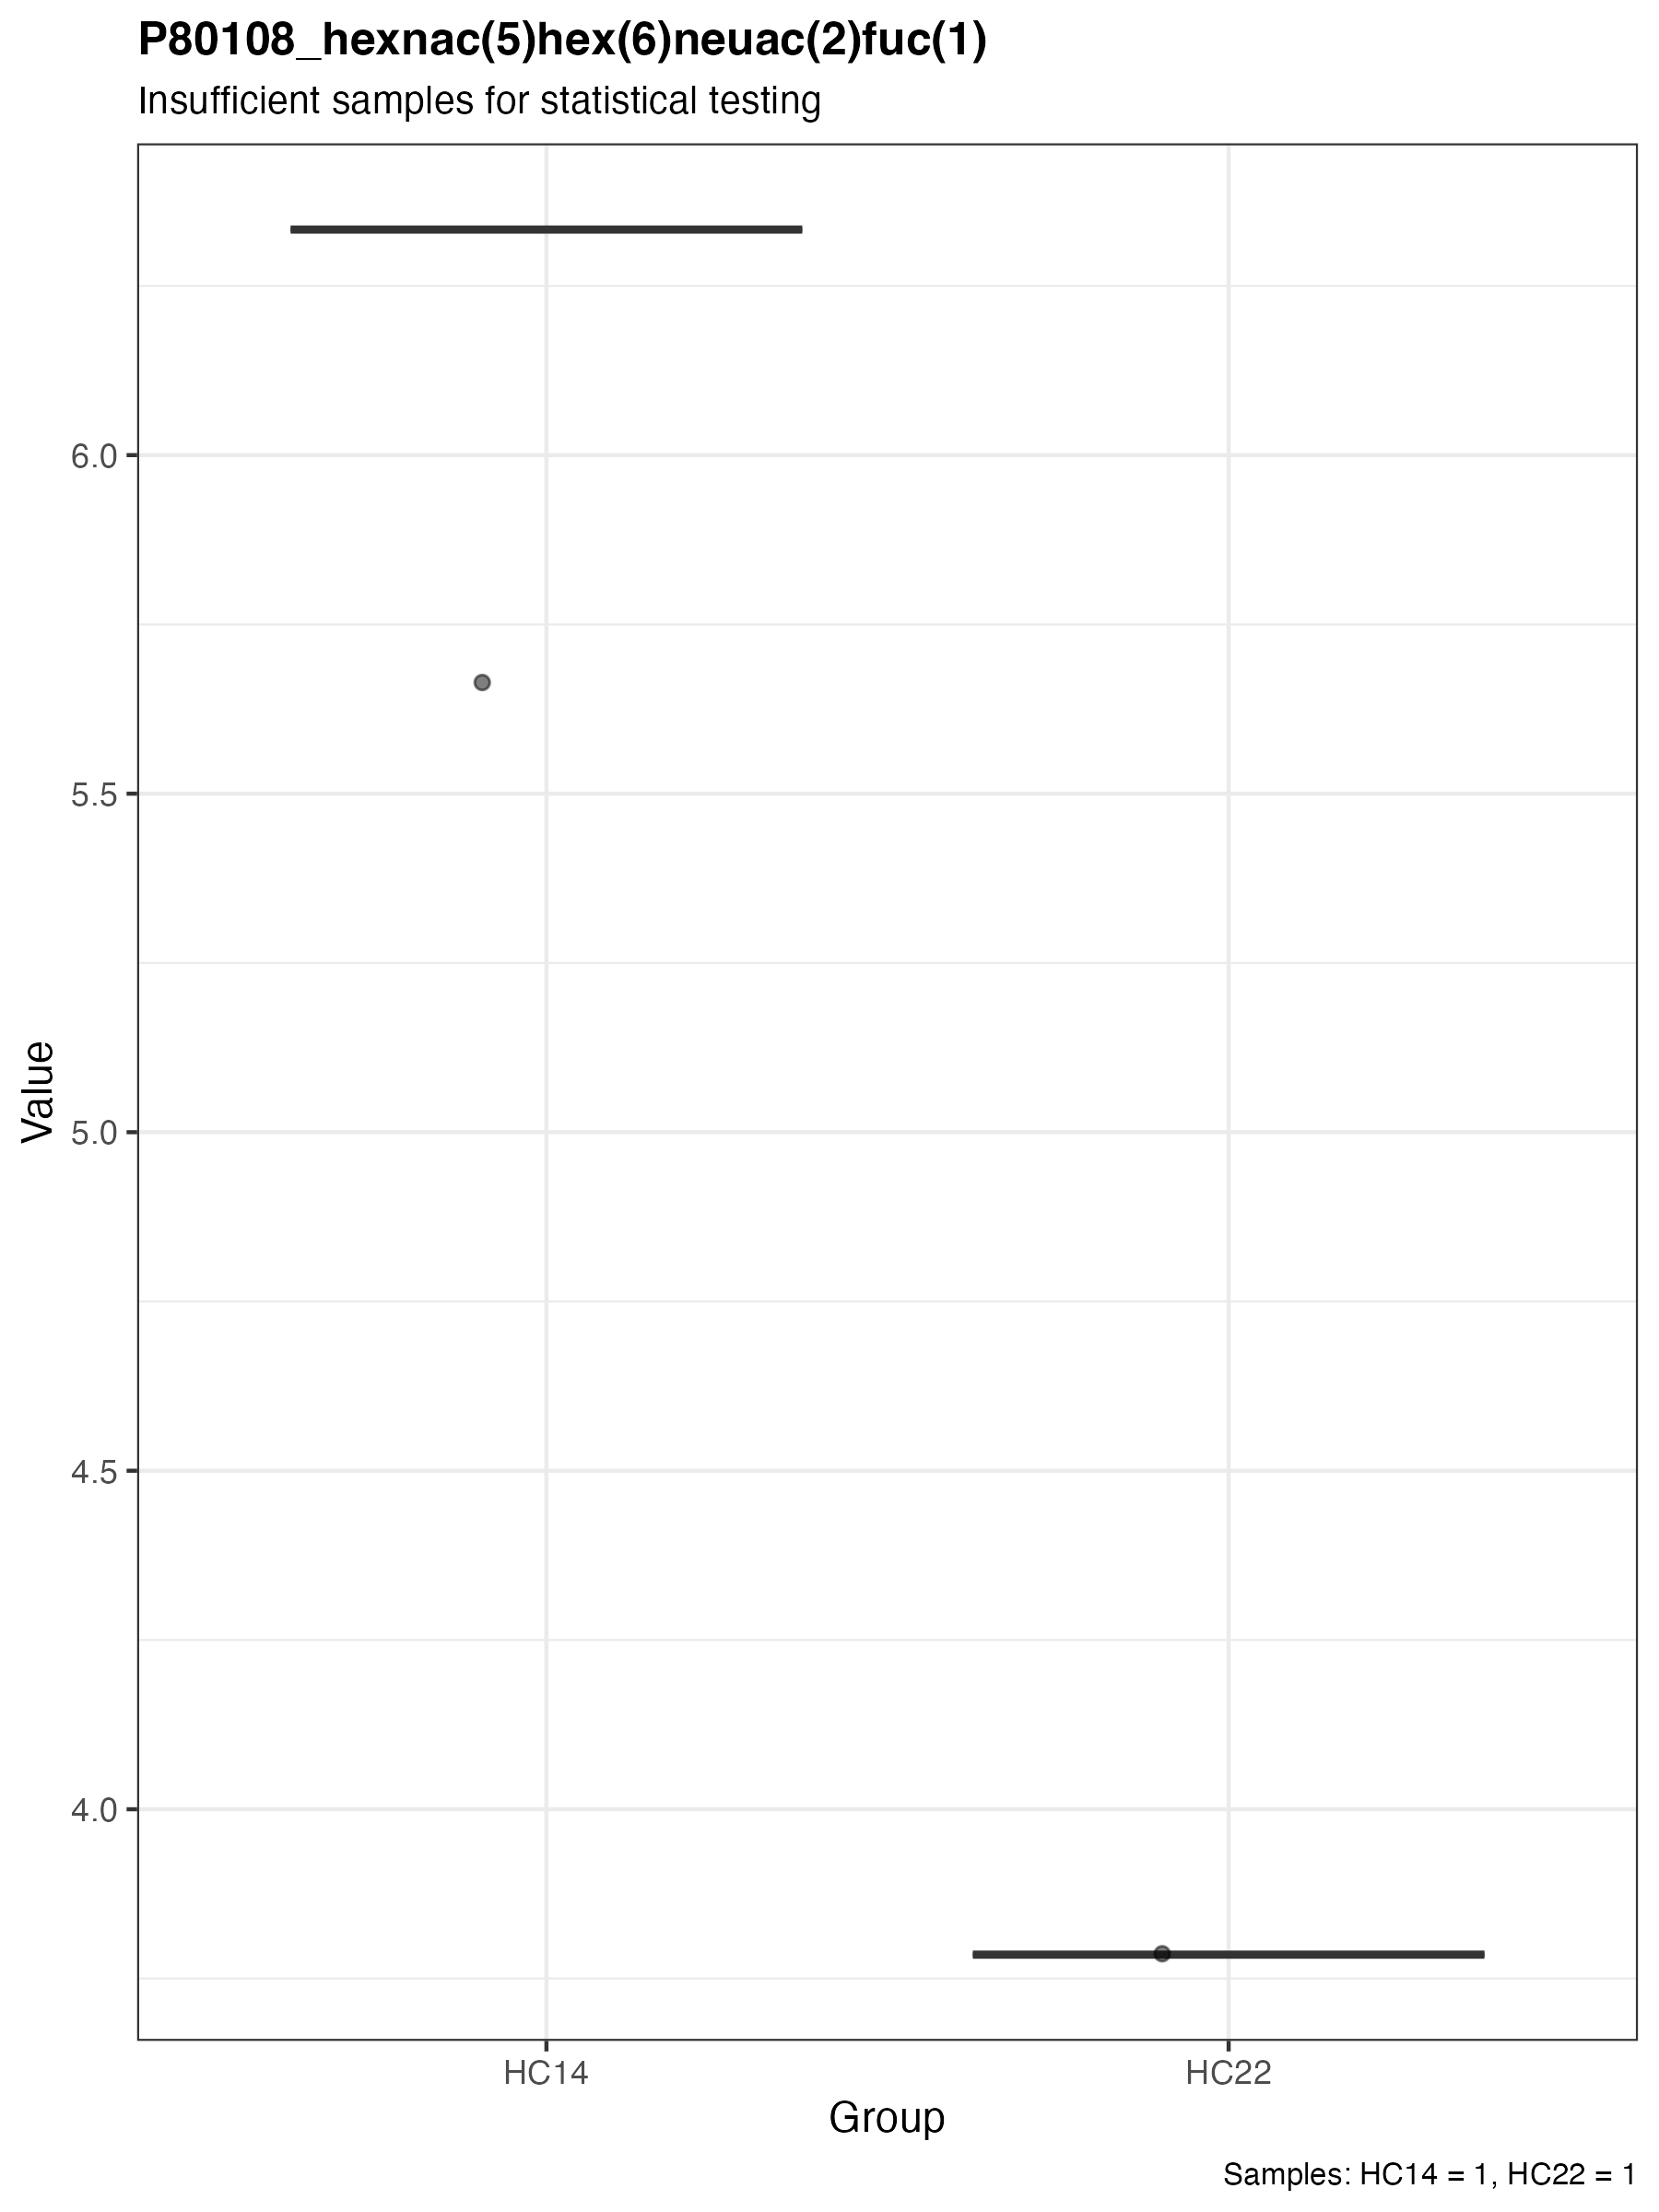 P80108_hexnac(5)hex(6)neuac(2)fuc(1)
Insufficient samples for statistical testing
Value
6.0
5.5
5.0
4.5
4.0
HC14
HC22
Group
Samples: HC14 = 1, HC22 = 1